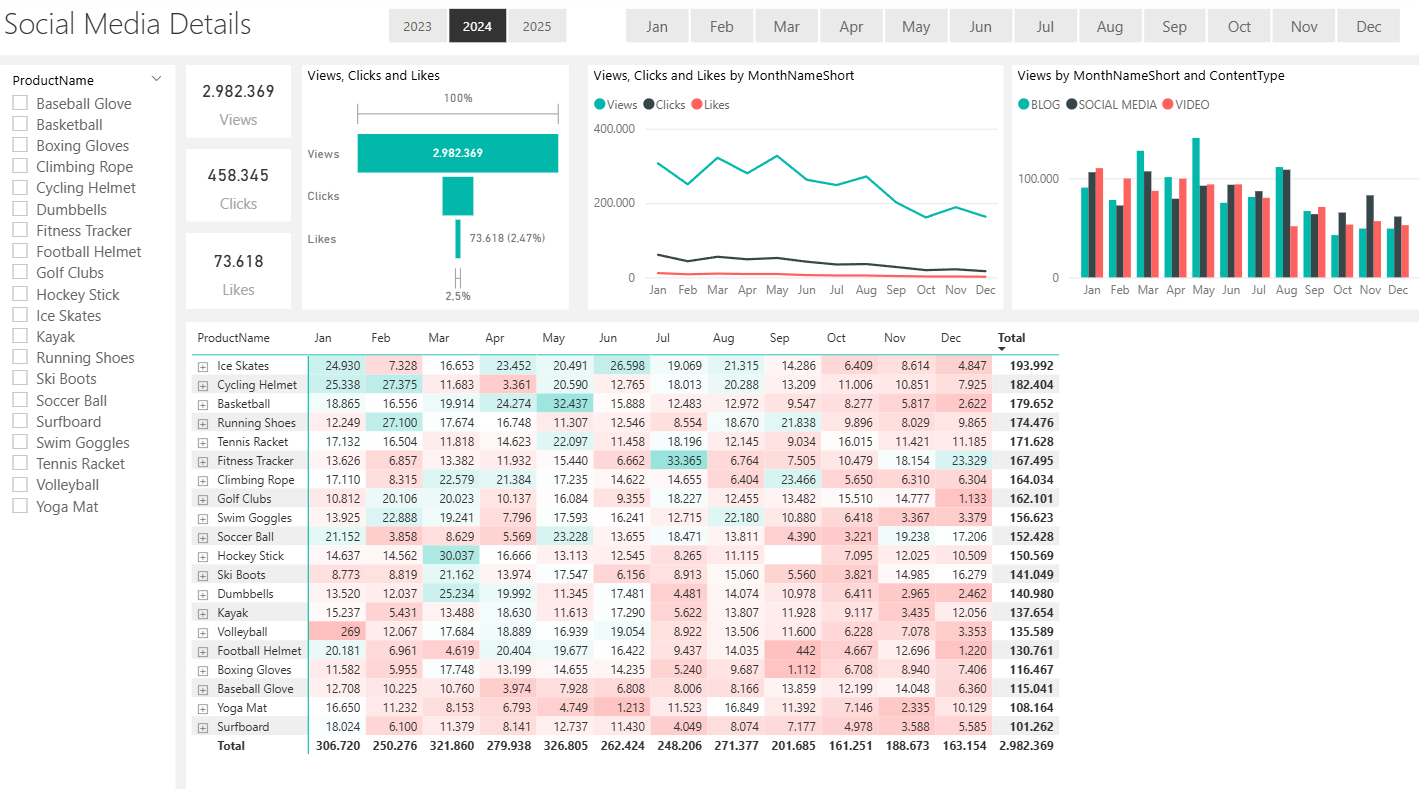 Social Media Details
2023 2024 2025
Jan Feb Mar Apr May Jun Jul Aug Sep Oct Nov Dec
ProductName
Baseball Glove
Basketball
Boxing Gloves
Climbing Rope
Cycling Helmet
Dumbbells
Fitness Tracker
Football Helmet
Golf Clubs
Hockey Stick
Ice Skates
Kayak
Running Shoes
Ski Boots
Soccer Ball
Surfboard
Swim Goggles
Tennis Racket
Volleyball
Yoga Mat
2.982.369
Views
458.345
Clicks
73.618
Likes
Views, Clicks and Likes
100%
Views 2.982.369
Clicks
Likes 73.618 (2,47%)
2,5%
Views, Clicks and Likes by MonthNameShort
Views Clicks Likes
400.000
200.000
0
Jan Feb Mar Apr May Jun Jul Aug Sep Oct Nov Dec
Views by MonthNameShort and ContentType
BLOG SOCIAL MEDIA VIDEO
100.000
0
Jan Feb Mar Apr May Jun Jul Aug Sep Oct Nov Dec
ProductName Jan Feb Mar Apr May Jun Jul Aug Sep Oct Nov Dec Total
Ice Skates 24.930 7.328 16.653 23.452 20.491 26.598 19.069 21.315 14.286 6.409 8.614 4.847 193.992
Cycling Helmet 25.338 27.375 11.683 3.361 20.590 12.765 18.013 20.288 13.209 11.006 10.851 7.925 182.404
Basketball 18.865 16.556 19.914 24.274 32.437 15.888 12.483 12.972 9.547 8.277 5.817 2.622 179.652
Running Shoes 12.249 27.100 17.674 16.748 11.307 12.546 8.554 18.670 21.838 9.896 8.029 9.865 174.476
Tennis Racket 17.132 16.504 11.818 14.623 22.097 11.458 18.196 12.145 9.034 16.015 11.421 11.185 171.628
Fitness Tracker 13.626 6.857 13.382 11.932 15.440 6.662 33.365 6.764 7.505 10.479 18.154 23.329 167.495
Climbing Rope 17.110 8.315 22.579 21.384 17.235 14.622 14.655 6.404 23.466 5.650 6.310 6.304 164.034
Golf Clubs 10.812 20.106 20.023 10.137 16.084 9.355 18.227 12.455 13.482 15.510 14.777 1.133 162.101
Swim Goggles 13.925 22.888 19.241 7.796 17.593 16.241 12.715 22.180 10.880 6.418 3.367 3.379 156.623
Soccer Ball 21.152 3.858 8.629 5.569 23.228 13.655 18.471 13.811 4.390 3.221 19.238 17.206 152.428
Hockey Stick 14.637 14.562 30.037 16.666 13.113 12.545 8.265 11.115 7.095 12.025 10.509 150.569
Ski Boots 8.773 8.819 21.162 13.974 17.547 6.156 8.913 15.060 5.560 3.821 14.985 16.279 141.049
Dumbbells 13.520 12.037 25.234 19.992 11.345 17.481 4.481 14.074 10.978 6.411 2.965 2.462 140.980
Kayak 15.237 5.431 13.488 18.630 11.613 17.290 5.622 13.807 11.928 9.117 3.435 12.056 137.654
Volleyball 269 12.067 17.684 18.889 16.939 19.054 8.922 13.506 11.600 6.228 7.078 3.353 135.589
Football Helmet 20.181 6.961 4.619 20.404 19.677 16.422 9.437 14.035 442 4.667 12.696 1.220 130.761
Boxing Gloves 11.582 5.955 17.748 13.199 14.655 14.235 5.240 9.687 1.112 6.708 8.940 7.406 116.467
Baseball Glove 12.708 10.225 10.760 3.974 7.928 6.808 8.006 8.166 13.859 12.199 14.048 6.360 115.041
Yoga Mat 16.650 11.232 8.153 6.793 4.749 1.213 11.523 16.849 11.392 7.146 2.335 10.129 108.164
Surfboard 18.024 6.100 11.379 8.141 12.737 11.430 4.049 8.074 7.177 4.978 3.588 5.585 101.262
Total 306.720 250.276 321.860 279.938 326.805 262.424 248.206 271.377 201.685 161.251 188.673 163.154 2.982.369